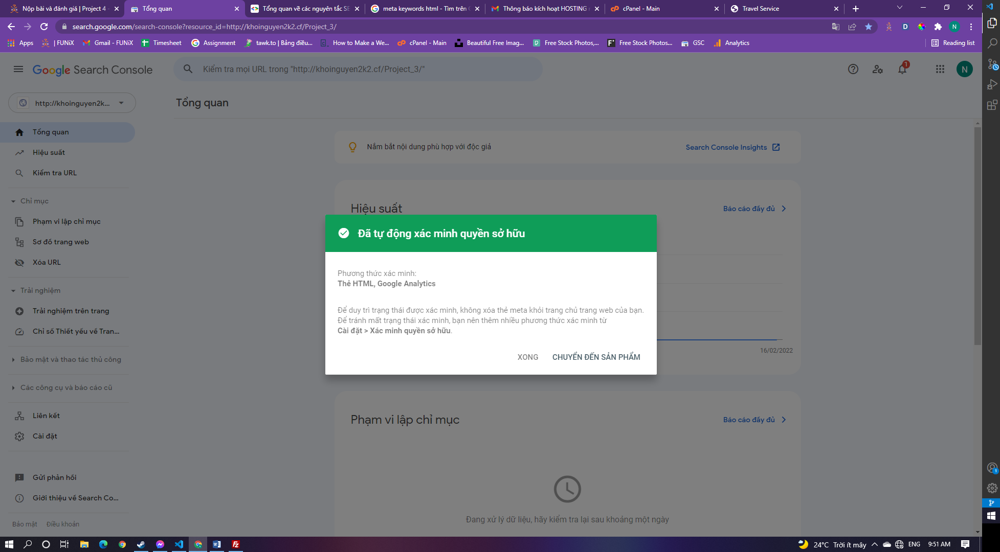 Nộp bài và đánh giá | Project 4 -
Tổng quan
Tổng quan về các nguyên tắc SE
meta keywords html - Tìm trên G
Thông báo kích hoạt HOSTING
cPanel - Main
Travel Service
search.google.com/search-console?resource_id=http://khoinguyen2k2.cf/Project_3/
D
N
Apps
| FUNiX
Gmail - FUNiX
Timesheet
Assignment
tawk.to | Bảng điều...
How to Make a We...
cPanel - Main
Beautiful Free Imag...
Free Stock Photos,...
Free Stock Photos...
GSC
Analytics
Reading list
Google Search Console
Kiểm tra mọi URL trong "http://khoinguyen2k2.cf/Project_3/"
1
N
http://khoinguyen2k...
Tổng quan
Tổng quan
Hiệu suất
Kiểm tra URL
Chỉ mục
Phạm vi lập chỉ mục
Sơ đồ trang web
Xóa URL
Trải nghiệm
Trải nghiệm trên trang
Chỉ số Thiết yếu về Tran...
Bảo mật và thao tác thủ công
Các công cụ và báo cáo cũ
Liên kết
Cài đặt
Gửi phản hồi
Giới thiệu về Search Co...
Bảo mật
Điều khoản
Nắm bắt nội dung phù hợp với độc giả
Search Console Insights
Hiệu suất
Báo cáo đầy đủ
Đã tự động xác minh quyền sở hữu
Phương thức xác minh:
Thẻ HTML, Google Analytics
Để duy trì trạng thái được xác minh, không xóa thẻ meta khỏi trang chủ trang web của bạn.
Để tránh mất trạng thái xác minh, bạn nên thêm nhiều phương thức xác minh từ
Cài đặt > Xác minh quyền sở hữu.
XONG
CHUYỂN ĐẾN SẢN PHẨM
16/02/2022
Phạm vi lập chỉ mục
Báo cáo đầy đủ
Đang xử lý dữ liệu, hãy kiểm tra lại sau khoảng một ngày
1
24°C Trời ít mây
ENG
9:51 AM